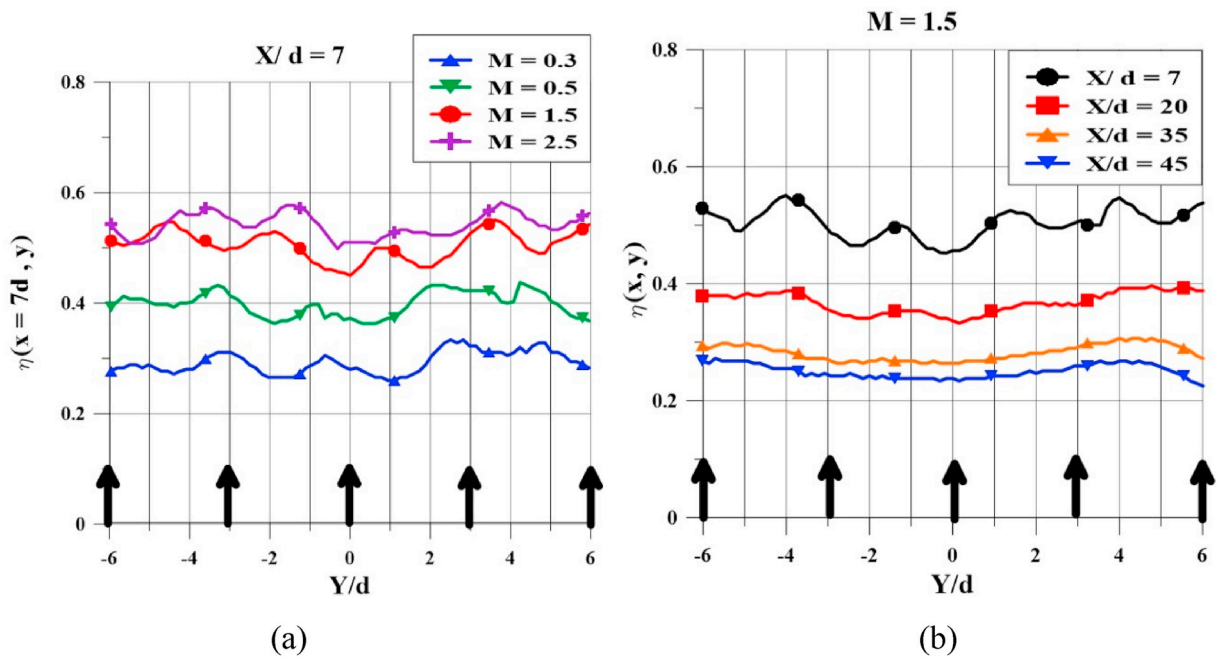 X/ d = 7
M = 0.3
M = 0.5
M = 1.5
M = 2.5
0.8
0.6
0.4
0.2
0
η(x = 7d , y)
-6 -4 -2 0 2 4 6
Y/d
(a)
M = 1.5
X/ d = 7
X/d = 20
X/d = 35
X/d = 45
0.8
0.6
0.4
0.2
0
η(x, y)
-6 -4 -2 0 2 4 6
Y/d
(b)